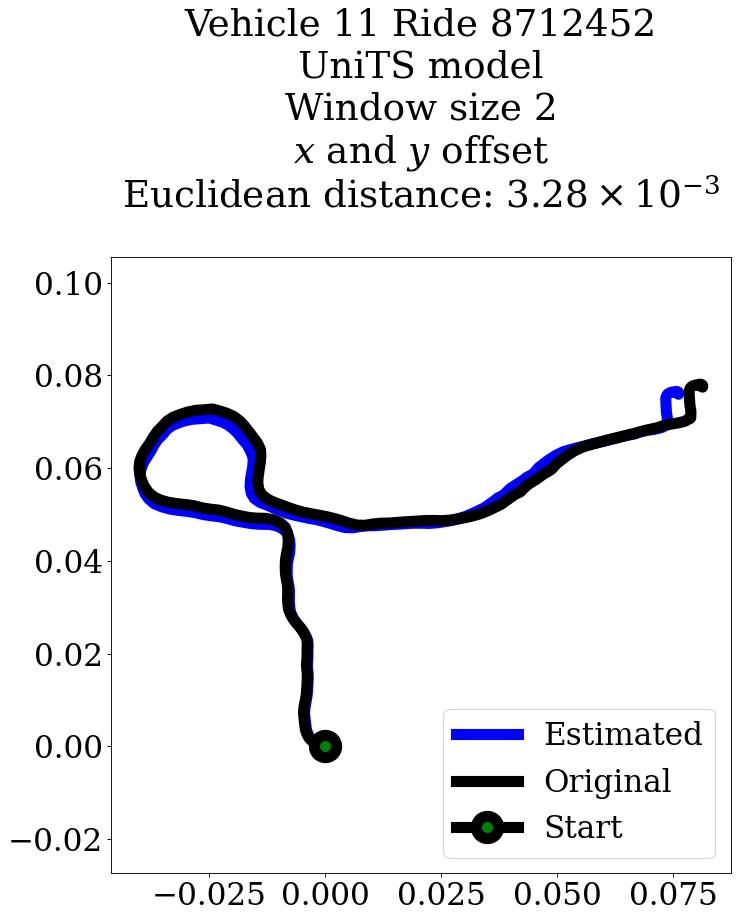 Vehicle 11 Ride 8712452
UniTS model
Window size 2
x and y offset
Euclidean distance: 3.28 × 10⁻³
0.10
0.08
0.06
0.04
0.02
0.00
−0.02
−0.025 0.000 0.025 0.050 0.075
Estimated
Original
Start